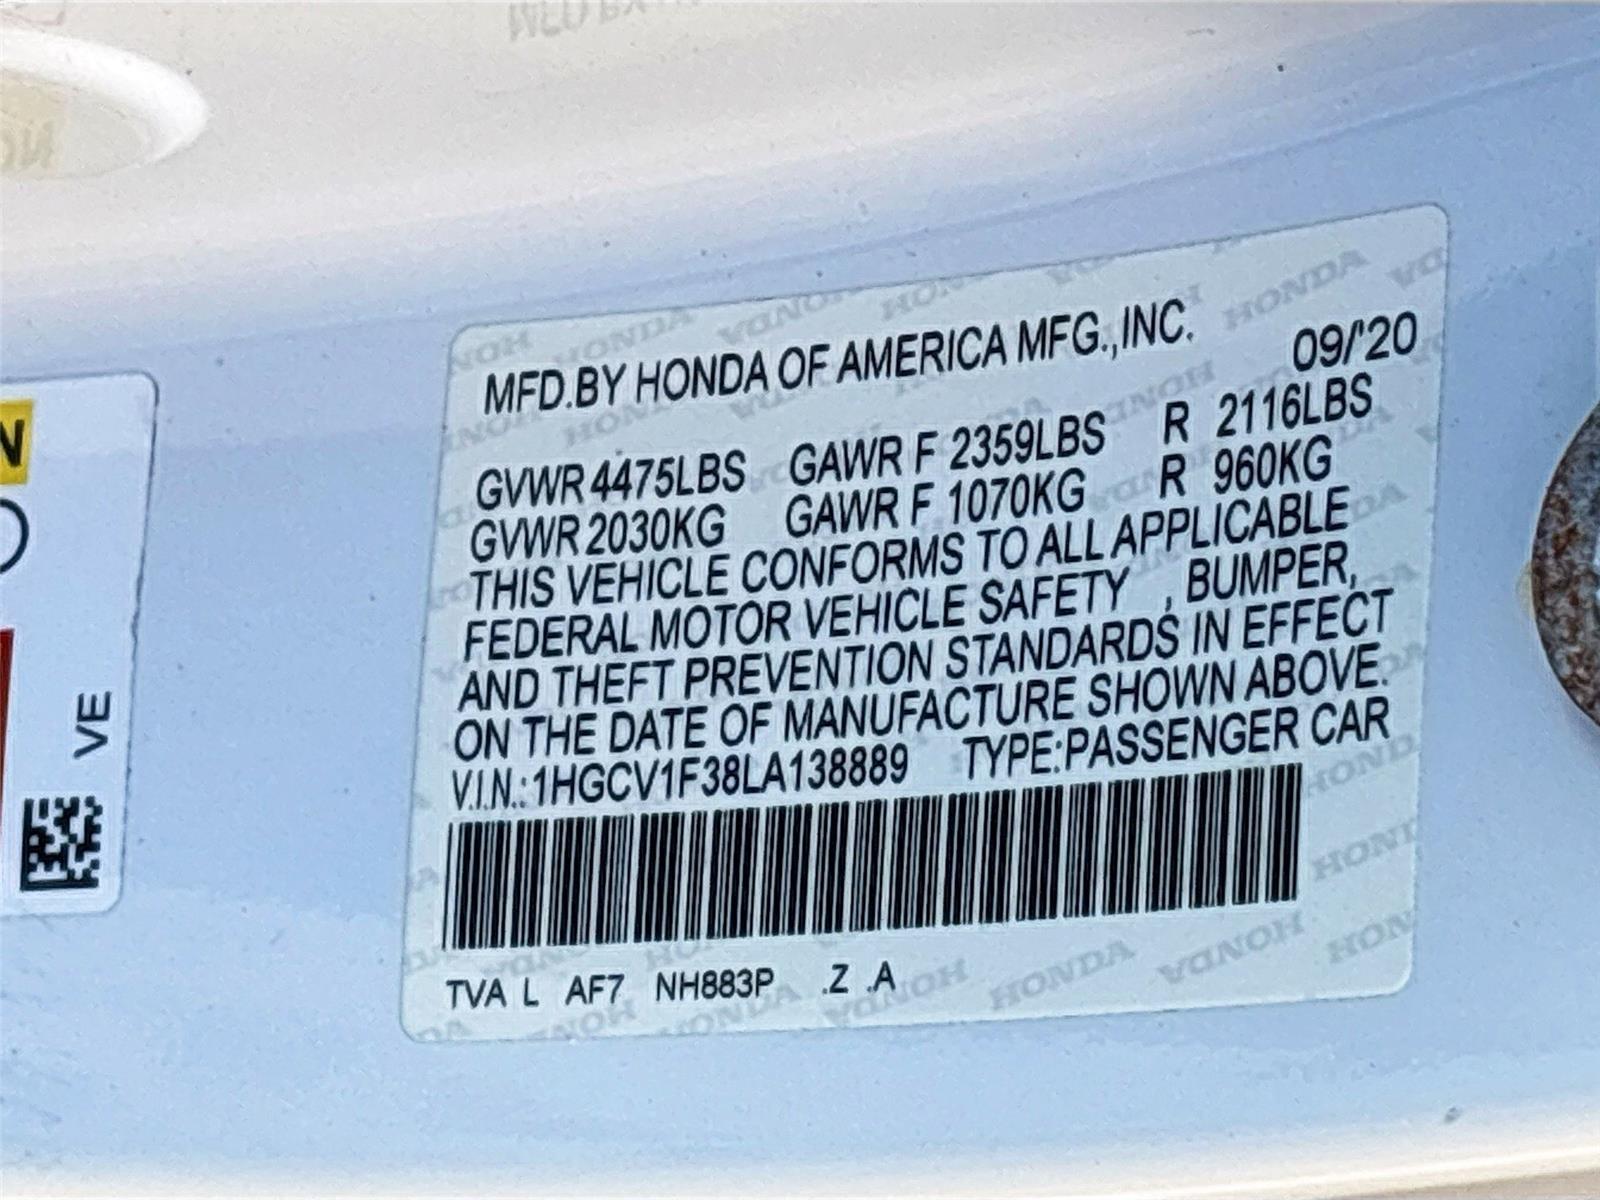 MFD.BY HONDA OF AMERICA MFG.,INC.
09/'20
GVWR 4475LBS GAWR F 2359LBS R 2116LBS
GVWR 2030KG GAWR F 1070KG R 960KG
THIS VEHICLE CONFORMS TO ALL APPLICABLE
FEDERAL MOTOR VEHICLE SAFETY , BUMPER,
AND THEFT PREVENTION STANDARDS IN EFFECT
ON THE DATE OF MANUFACTURE SHOWN ABOVE.
V.I.N.:1HGCV1F38LA138889 TYPE:PASSENGER CAR
TVA L AF7 NH883P .Z .A
VE
N
HONDA